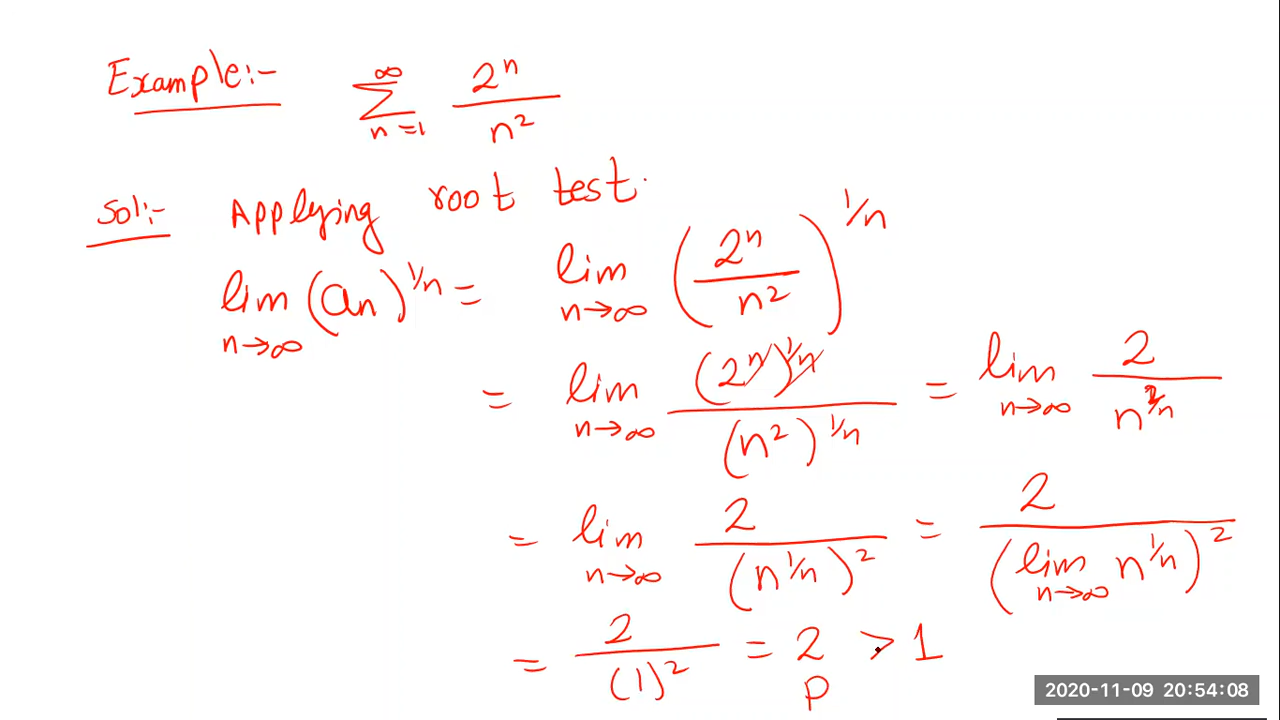 Example:- ∑_{n=1}^{∞} 2^n / n^2
Sol:- Applying root test.
lim_{n→∞} (an)^{1/n} = lim_{n→∞} (2^n / n^2)^{1/n}
= lim_{n→∞} (2^n)^{1/n} / (n^2)^{1/n} = lim_{n→∞} 2 / n^{2/n}
= lim_{n→∞} 2 / (n^{1/n})^2 = 2 / (lim_{n→∞} n^{1/n})^2
= 2 / (1)^2 = 2 > 1
p
2020-11-09 20:54:08